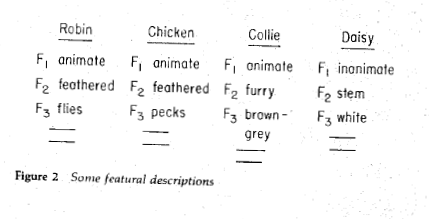 Robin Chicken Collie Daisy
F₁ animate F₁ animate F₁ animate F₁ inanimate
F₂ feathered F₂ feathered F₂ furry F₂ stem
F₃ flies F₃ pecks F₃ brown- F₃ white
grey
Figure 2 Some featural descriptions